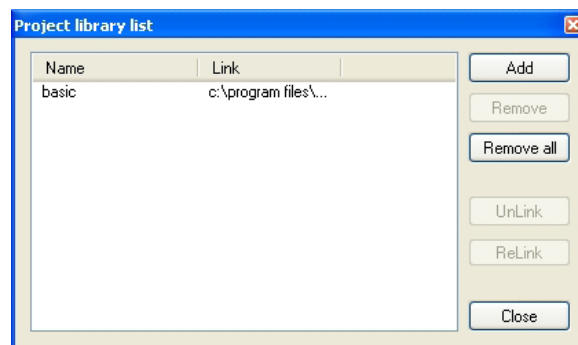 Project library list
Name Link
basic c:\program files\...
Add
Remove
Remove all
UnLink
ReLink
Close